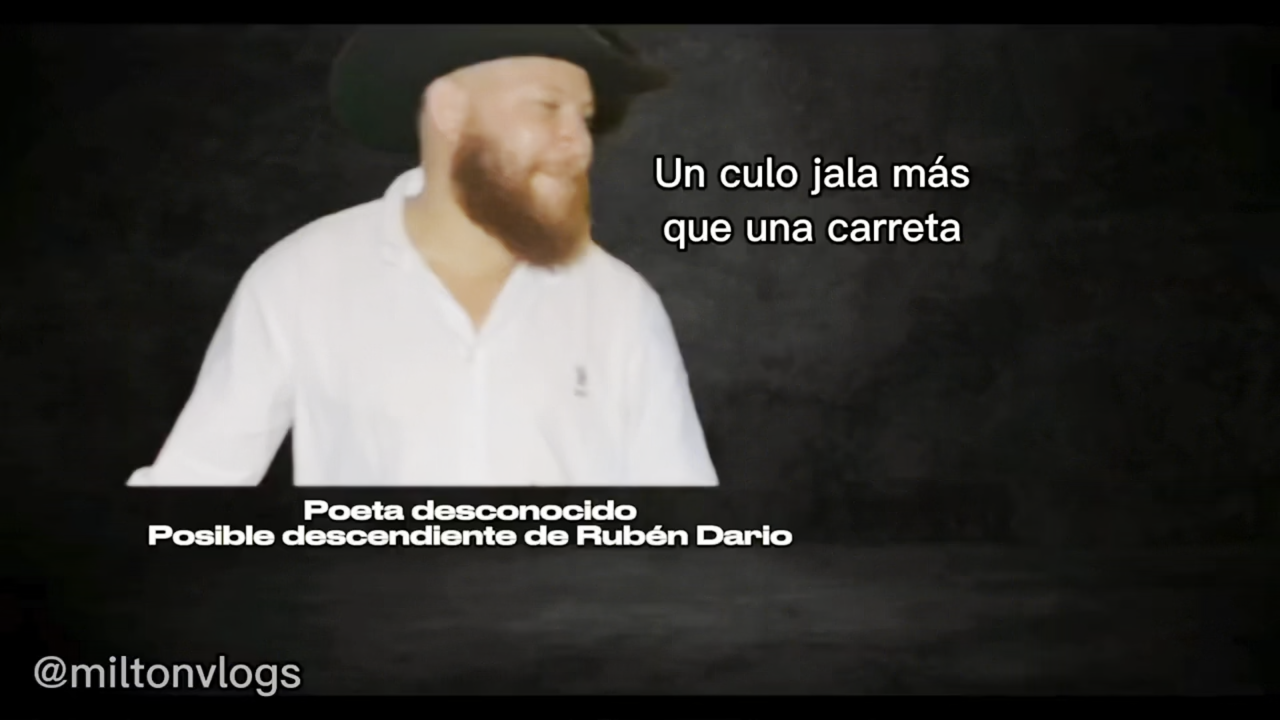 Un culo jala más
que una carreta
Poeta desconocido
Posible descendiente de Rubén Dario
@miltonvlogs